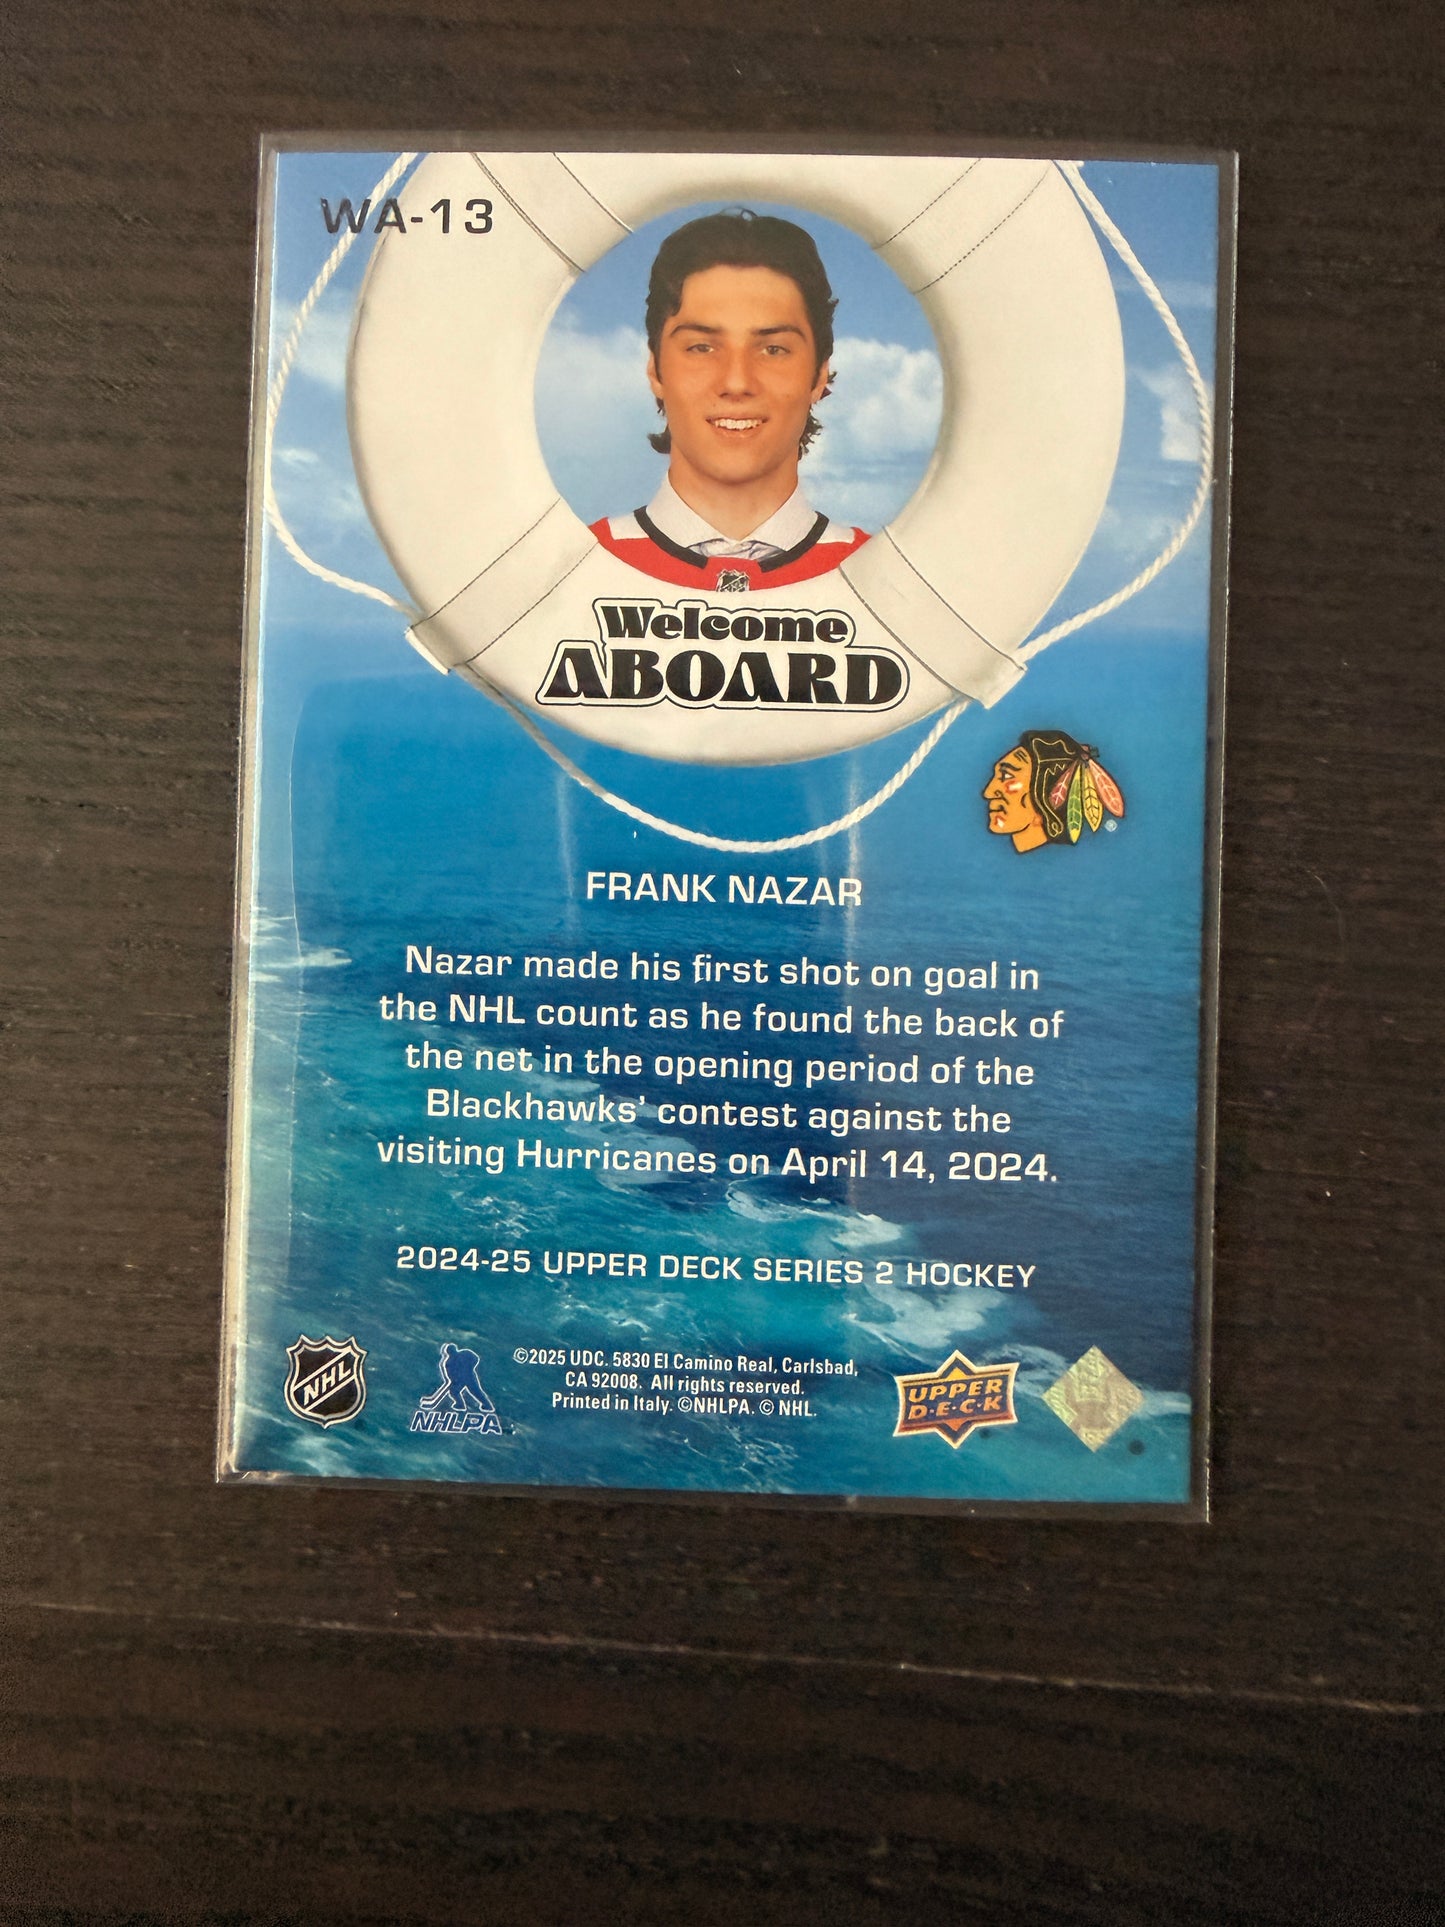 WA-13
Welcome
ABOARD
®
FRANK NAZAR
Nazar made his first shot on goal in
the NHL count as he found the back of
the net in the opening period of the
Blackhawks' contest against the
visiting Hurricanes on April 14, 2024.
2024-25 UPPER DECK SERIES 2 HOCKEY
NHL
NHLPA
©2025 UDC. 5830 El Camino Real, Carlsbad,
CA 92008. All rights reserved.
Printed in Italy. ©NHLPA. © NHL.
UPPER
D•E•C•K